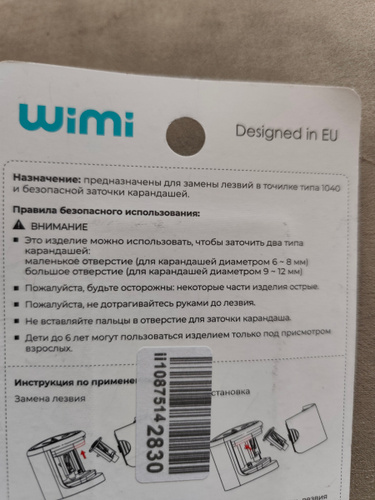 wimi
Designed in EU
Назначение: предназначены для замены лезвий в точилке типа 1040
и безопасной заточки карандашей.
Правила безопасного использования:
ВНИМАНИЕ
Это изделие можно использовать, чтобы заточить два типа
карандашей:
маленькое отверстие (для карандашей диаметром 6 ~ 8 мм)
большое отверстие (для карандашей диаметром 9 ~ 12 мм)
Пожалуйста, будьте осторожны: некоторые части изделия острые.
Пожалуйста, не дотрагивайтесь руками до лезвия.
Не вставляйте пальцы в отверстие для заточки карандаша.
Дети до 6 лет могут пользоваться изделием только под присмотром
взрослых.
Инструкция по применен
Замена лезвия
становка
ii1087514
2830
лезвия